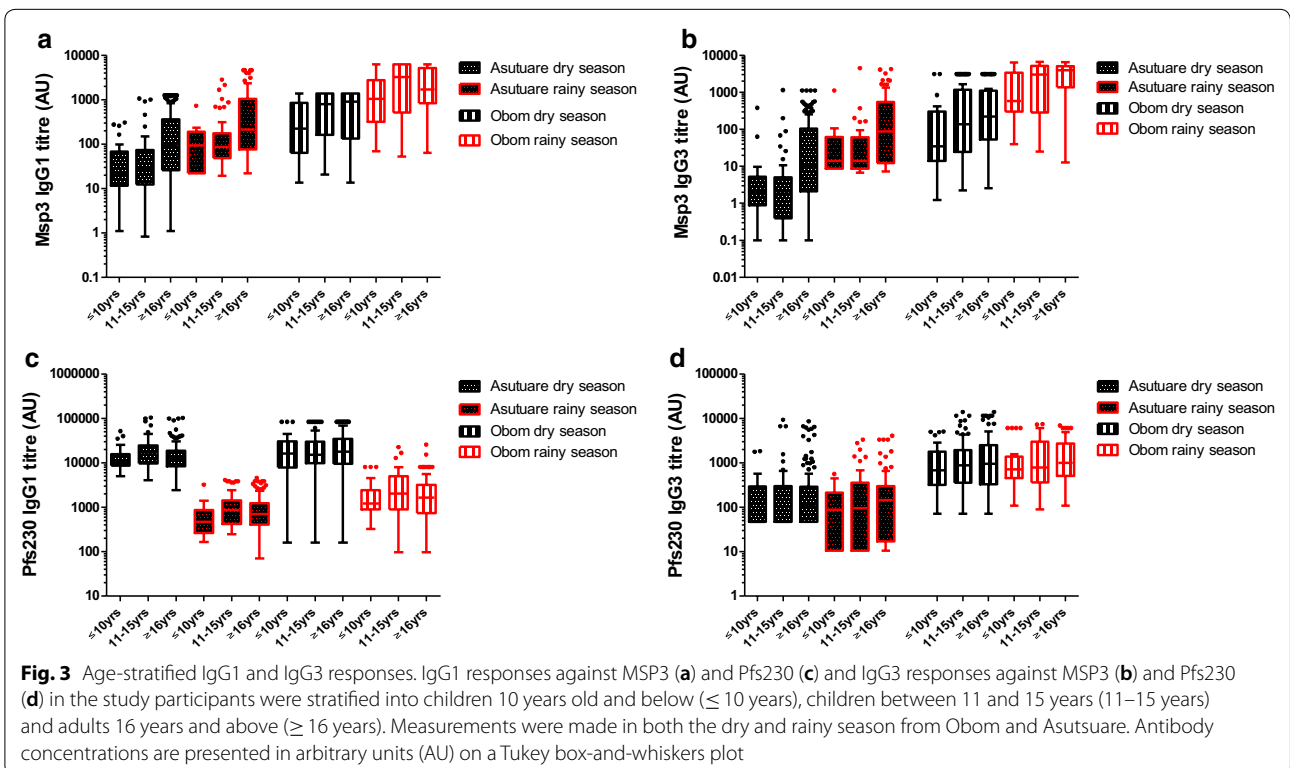 a
Msp3 IgG1 titre (AU)
10000
1000
100
10
1
0.1
≤10yrs
11-15yrs
≥16yrs
≤10yrs
11-15yrs
≥16yrs
≤10yrs
11-15yrs
≥16yrs
≤10yrs
11-15yrs
≥16yrs
Asutuare dry season
Asutuare rainy season
Obom dry season
Obom rainy season
b
Msp3 IgG3 titre (AU)
10000
1000
100
10
1
0.1
0.01
≤10yrs
11-15yrs
≥16yrs
≤10yrs
11-15yrs
≥16yrs
≤10yrs
11-15yrs
≥16yrs
≤10yrs
11-15yrs
≥16yrs
Asutuare dry season
Asutuare rainy season
Obom dry season
Obom rainy season
c
Pfs230 IgG1 titre (AU)
1000000
100000
10000
1000
100
10
≤10yrs
11-15yrs
≥16yrs
≤10yrs
11-15yrs
≥16yrs
≤10yrs
11-15yrs
≥16yrs
≤10yrs
11-15yrs
≥16yrs
Asutuare dry season
Asutuare rainy season
Obom dry season
Obom rainy season
d
Pfs230 IgG3 titre (AU)
100000
10000
1000
100
10
1
≤10yrs
11-15yrs
≥16yrs
≤10yrs
11-15yrs
≥16yrs
≤10yrs
11-15yrs
≥16yrs
≤10yrs
11-15yrs
≥16yrs
Asutuare dry season
Asutuare rainy season
Obom dry season
Obom rainy season
Fig. 3 Age-stratified IgG1 and IgG3 responses. IgG1 responses against MSP3 (a) and Pfs230 (c) and IgG3 responses against MSP3 (b) and Pfs230
(d) in the study participants were stratified into children 10 years old and below (≤ 10 years), children between 11 and 15 years (11–15 years)
and adults 16 years and above (≥ 16 years). Measurements were made in both the dry and rainy season from Obom and Asutsuare. Antibody
concentrations are presented in arbitrary units (AU) on a Tukey box-and-whiskers plot